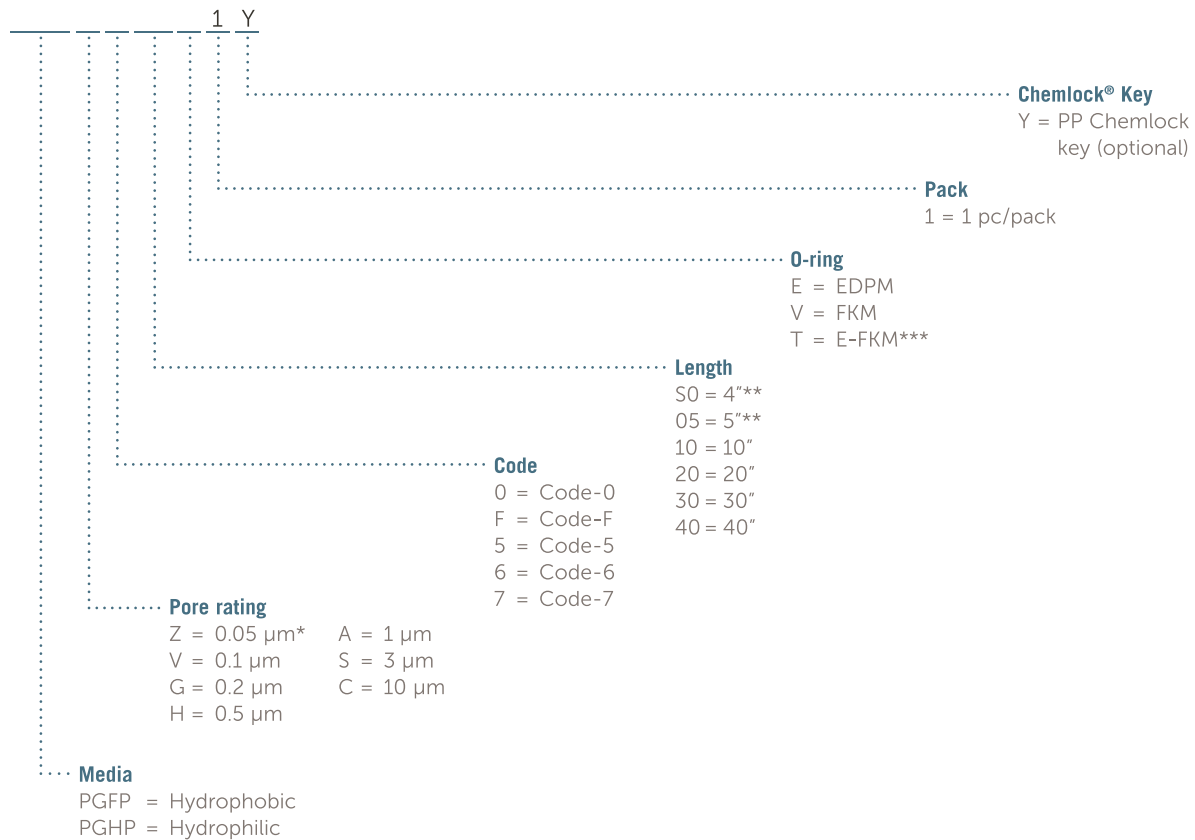 1 Y
Chemlock® Key
Y = PP Chemlock
key (optional)
Pack
1 = 1 pc/pack
O-ring
E = EDPM
V = FKM
T = E-FKM***
Length
S0 = 4"**
05 = 5"**
10 = 10"
20 = 20"
30 = 30"
40 = 40"
Code
0 = Code-0
F = Code-F
5 = Code-5
6 = Code-6
7 = Code-7
Pore rating
Z = 0.05 µm* A = 1 µm
V = 0.1 µm S = 3 µm
G = 0.2 µm C = 10 µm
H = 0.5 µm
Media
PGFP = Hydrophobic
PGHP = Hydrophilic